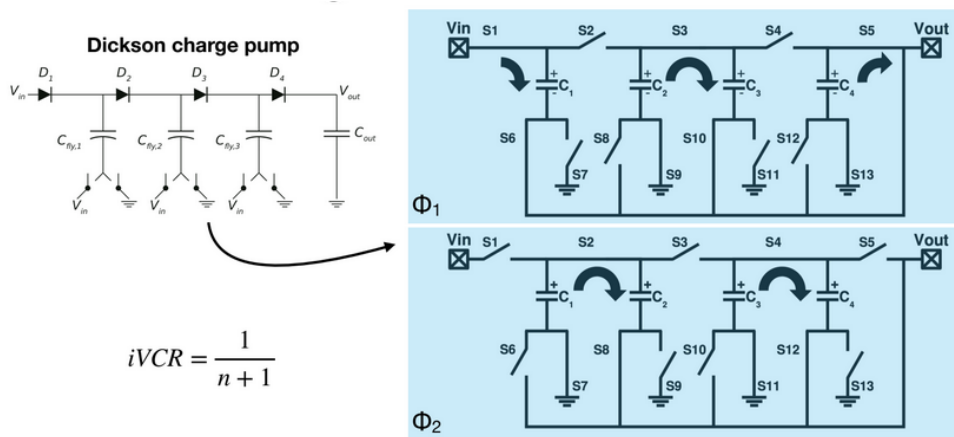 Dickson charge pump
D1 D2 D3 D4
Vin Vout
Cfly,1 Cfly,2 Cfly,3 Cout
Vin Vin Vin
iVCR = 1 / (n + 1)
Vin S1 S2 S3 S4 S5 Vout
+ + + +
C1 C2 C3 C4
- - - -
S6 S8 S10 S12
S7 S9 S11 S13
Φ1
Vin S1 S2 S3 S4 S5 Vout
+ + + +
C1 C2 C3 C4
S6 S8 S10 S12
S7 S9 S11 S13
Φ2